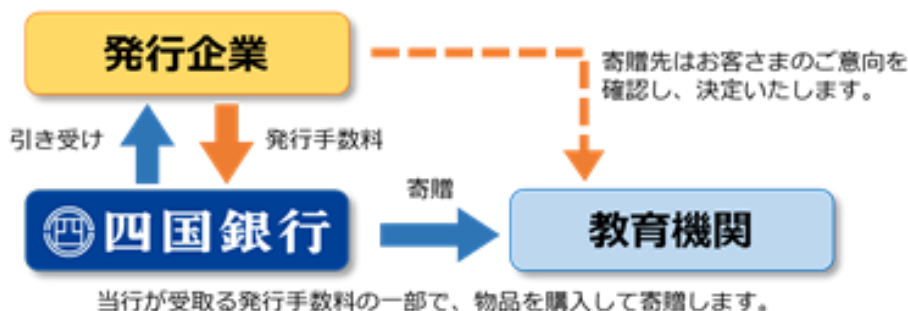 発行企業
寄贈先はお客さまのご意向を
確認し、決定いたします。
引き受け
発行手数料
四国銀行
寄贈
教育機関
当行が受取る発行手数料の一部で、物品を購入して寄贈します。